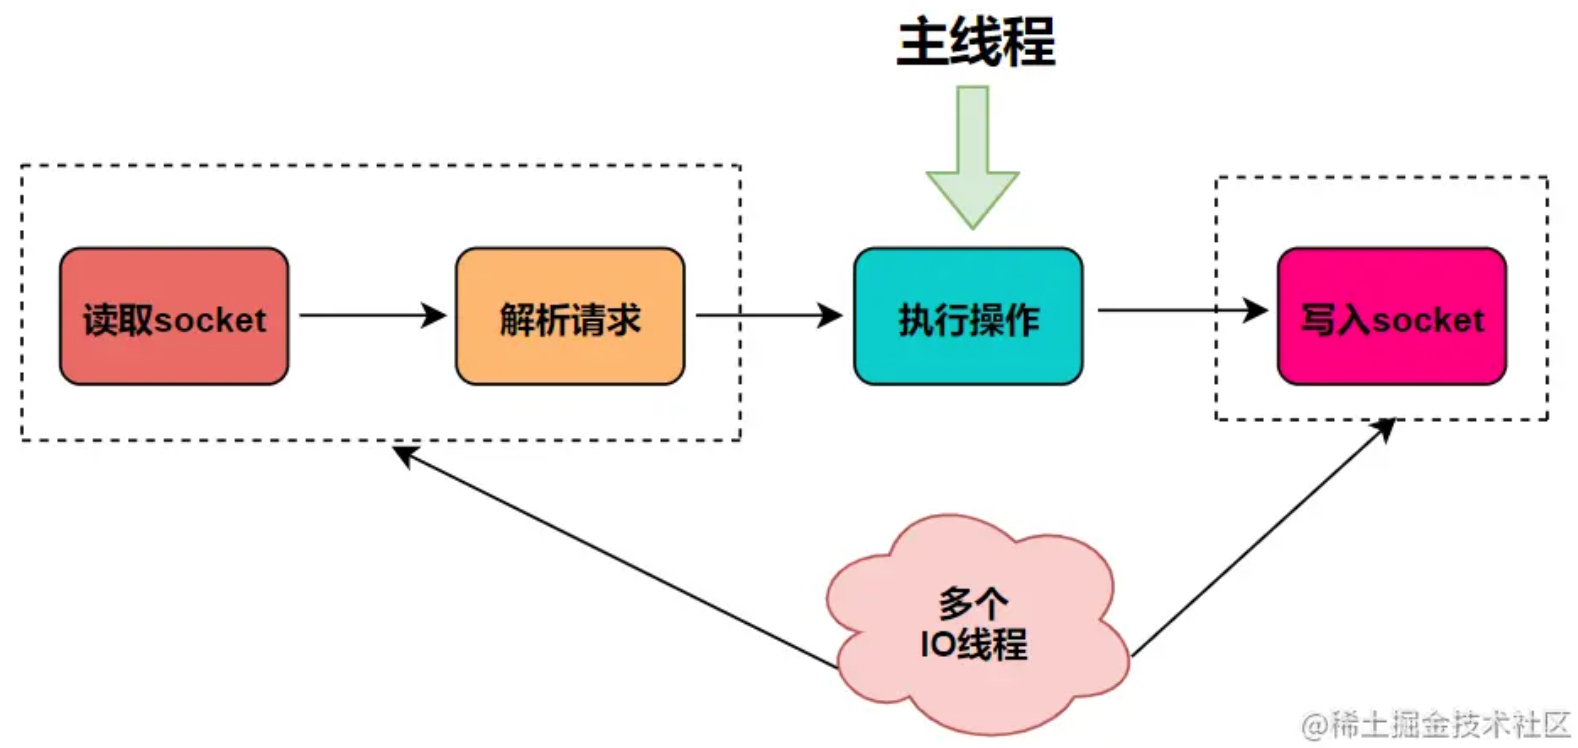 主线程
读取socket
解析请求
执行操作
写入socket
多个
IO线程
@稀土掘金技术社区